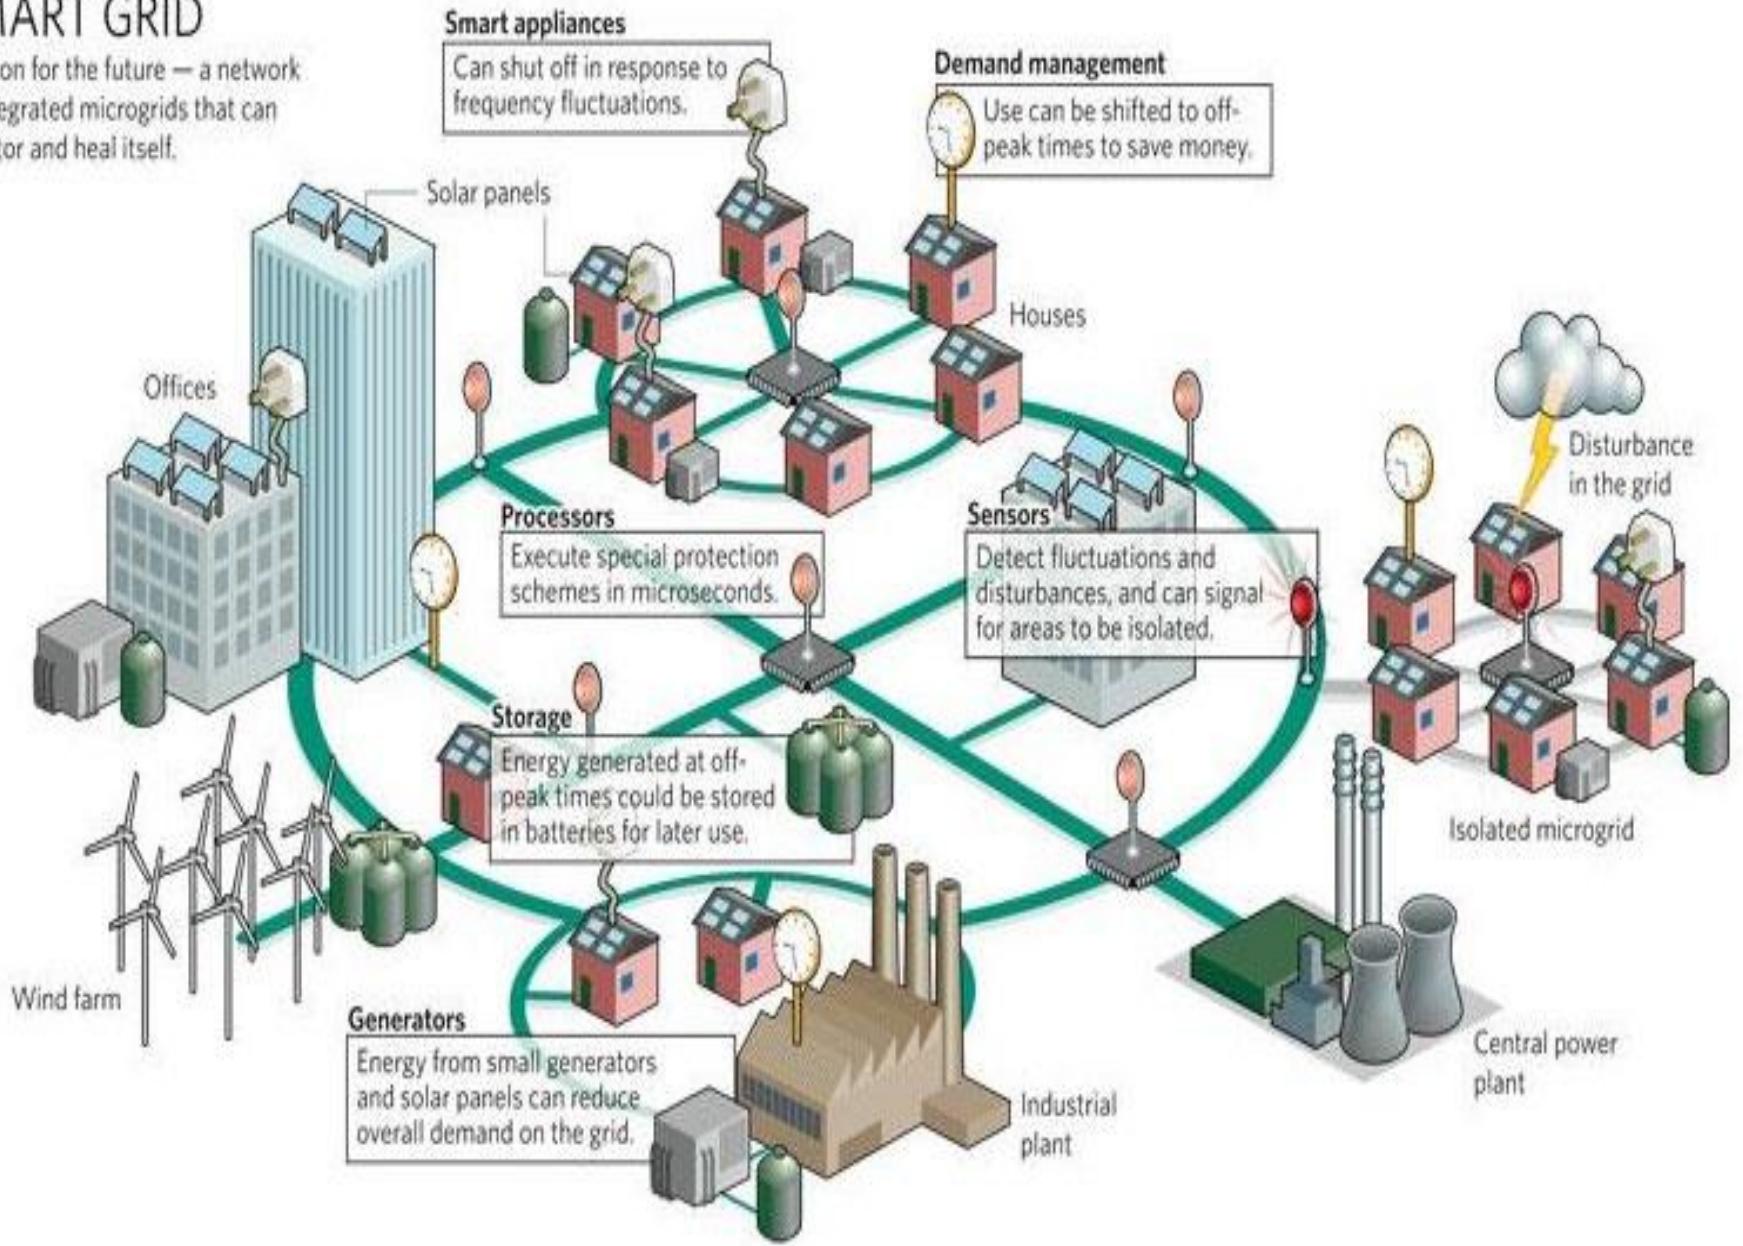 MART GRID
on for the future — a network
egrated microgrids that can
tor and heal itself.
Smart appliances
Can shut off in response to
frequency fluctuations.
Demand management
Use can be shifted to off-
peak times to save money.
Solar panels
Houses
Offices
Disturbance
in the grid
Processors
Execute special protection
schemes in microseconds.
Sensors
Detect fluctuations and
disturbances, and can signal
for areas to be isolated.
Storage
Energy generated at off-
peak times could be stored
in batteries for later use.
Isolated microgrid
Wind farm
Generators
Energy from small generators
and solar panels can reduce
overall demand on the grid.
Central power
plant
Industrial
plant